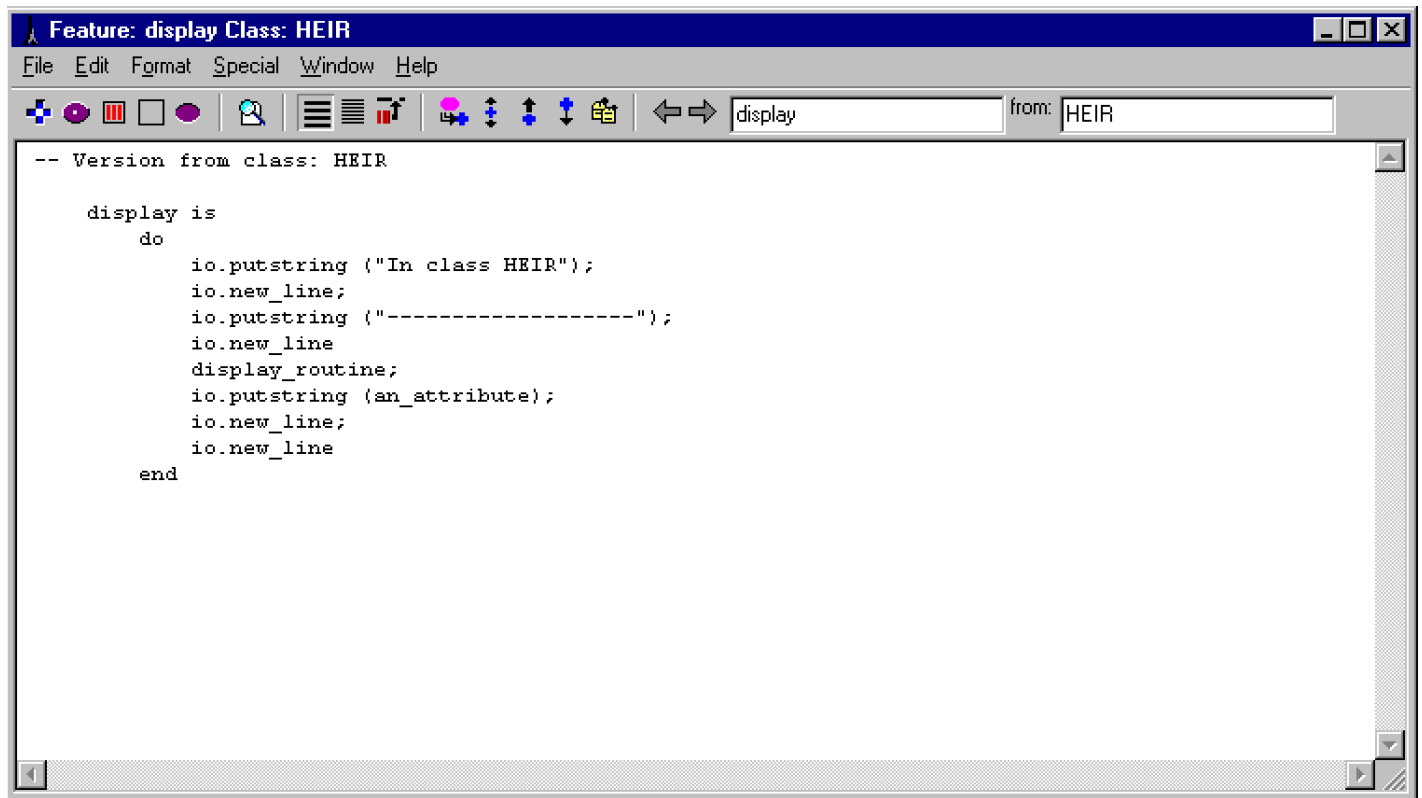 Feature: display Class: HEIR
File Edit Format Special Window Help
display from: HEIR
-- Version from class: HEIR
display is
do
io.putstring ("In class HEIR");
io.new_line;
io.putstring ("-------------------");
io.new_line
display_routine;
io.putstring (an_attribute);
io.new_line;
io.new_line
end